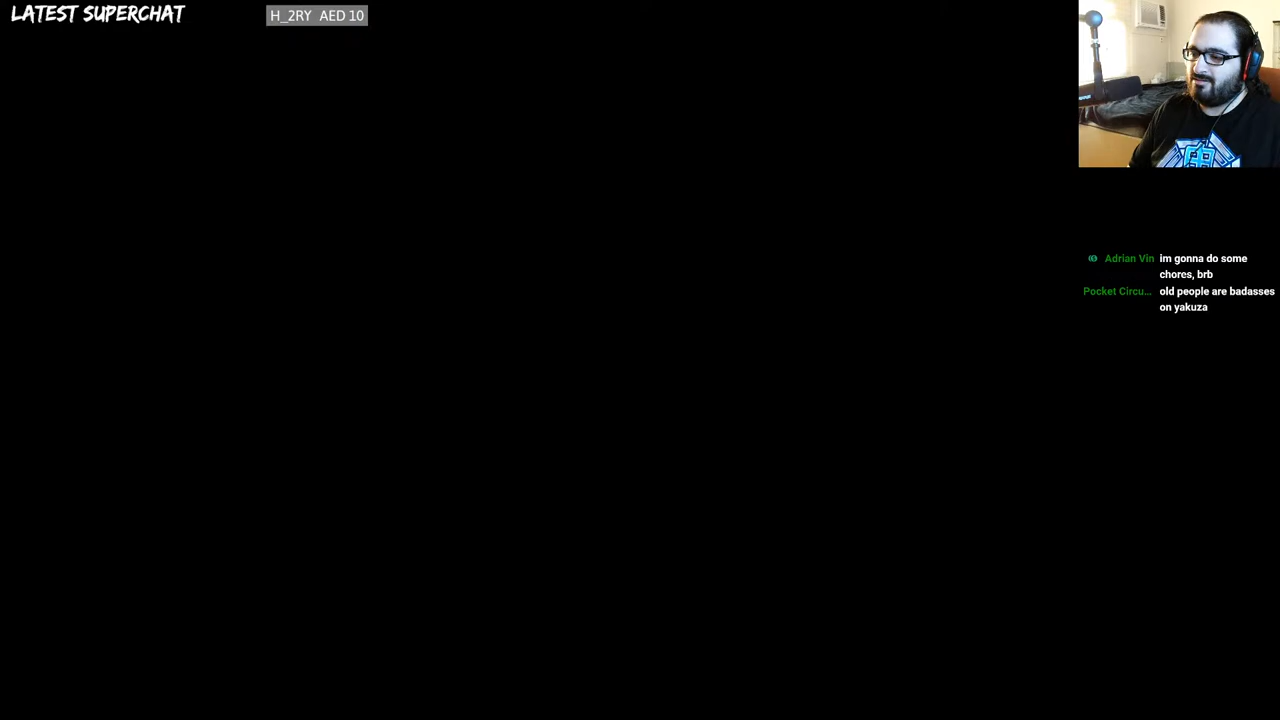 LATEST SUPERCHAT
H_2RY AED 10
Adrian Vin im gonna do some
chores, brb
Pocket Circu... old people are badasses
on yakuza